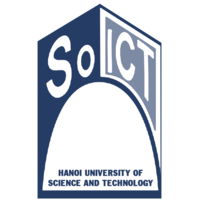 SoICT
HANOI UNIVERSITY OF
SCIENCE AND TECHNOLOGY